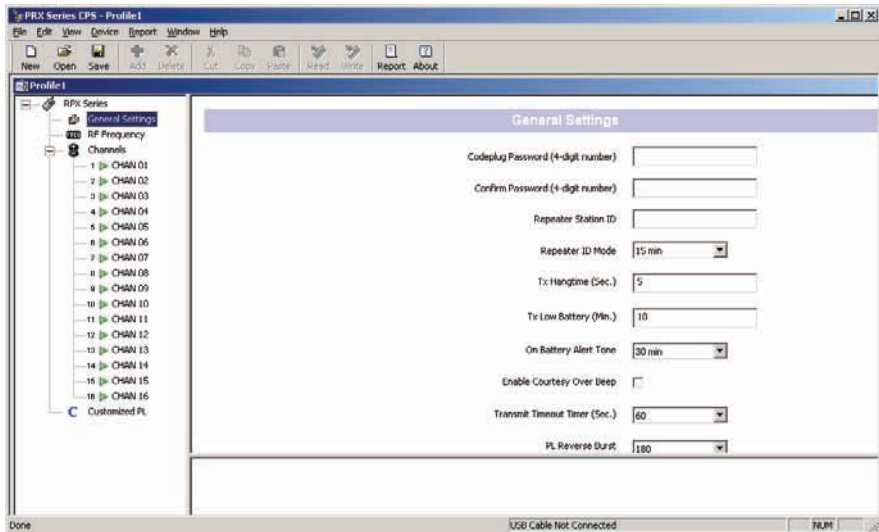 PRX Series CPS - Profile1
File Edit View Device Report Window Help
New Open Save Add Delete Cut Copy Paste Read Write Report About
Profile1
RPX Series
General Settings
RF Frequency
Channels
1 CHAN 01
2 CHAN 02
3 CHAN 03
4 CHAN 04
5 CHAN 05
6 CHAN 06
7 CHAN 07
8 CHAN 08
9 CHAN 09
10 CHAN 10
11 CHAN 11
12 CHAN 12
13 CHAN 13
14 CHAN 14
15 CHAN 15
16 CHAN 16
C Customized PL
General Settings
Codeplug Password (4-digit number)
Confirm Password (4-digit number)
Repeater Station ID
Repeater ID Mode 15 min
Tx Hangtime (Sec.) 5
Tx Low Battery (Min.) 10
On Battery Alert Tone 30 min
Enable Courtesy Over Beep
Transmit Timeout Timer (Sec.) 60
PL Reverse Burst 180
Done USB Cable Not Connected NUM